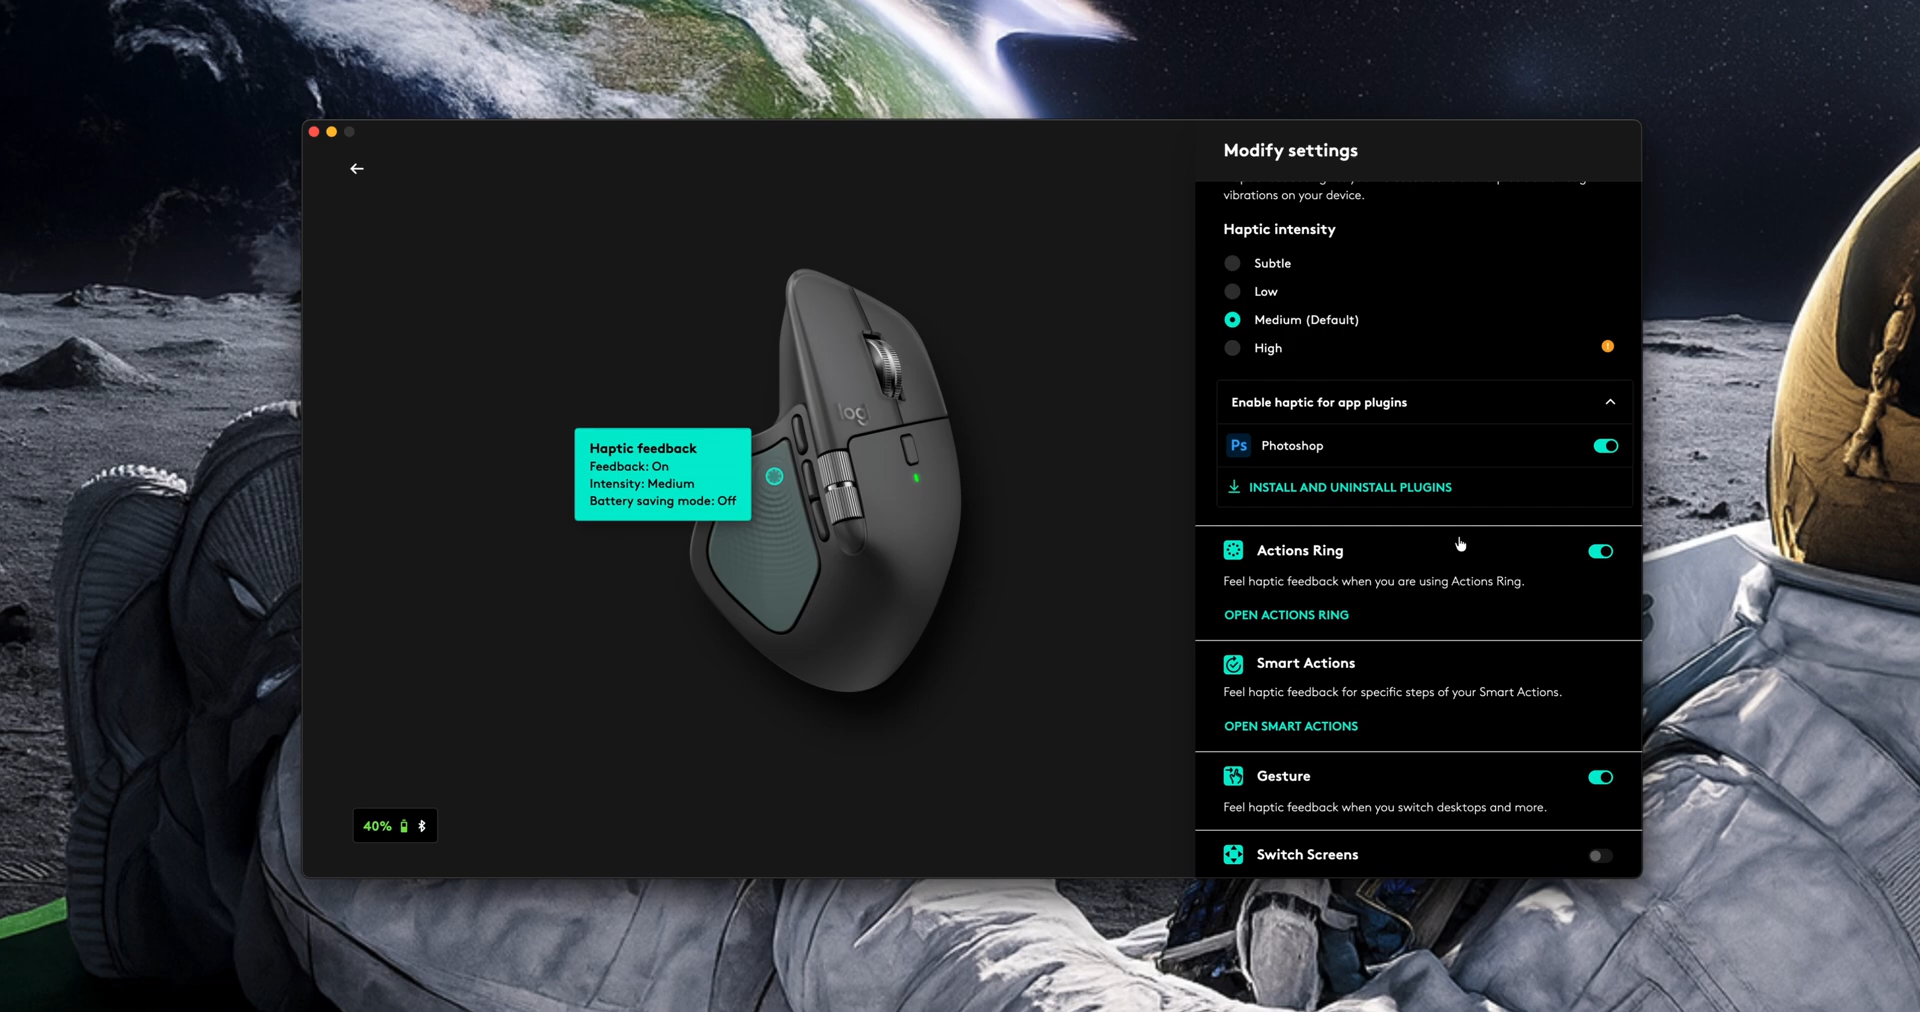 Modify settings
vibrations on your device.
Haptic intensity
Subtle
Low
Medium (Default)
High
Enable haptic for app plugins
Ps Photoshop
INSTALL AND UNINSTALL PLUGINS
Actions Ring
Feel haptic feedback when you are using Actions Ring.
OPEN ACTIONS RING
Smart Actions
Feel haptic feedback for specific steps of your Smart Actions.
OPEN SMART ACTIONS
Gesture
Feel haptic feedback when you switch desktops and more.
Switch Screens
logi
Haptic feedback
Feedback: On
Intensity: Medium
Battery saving mode: Off
40%